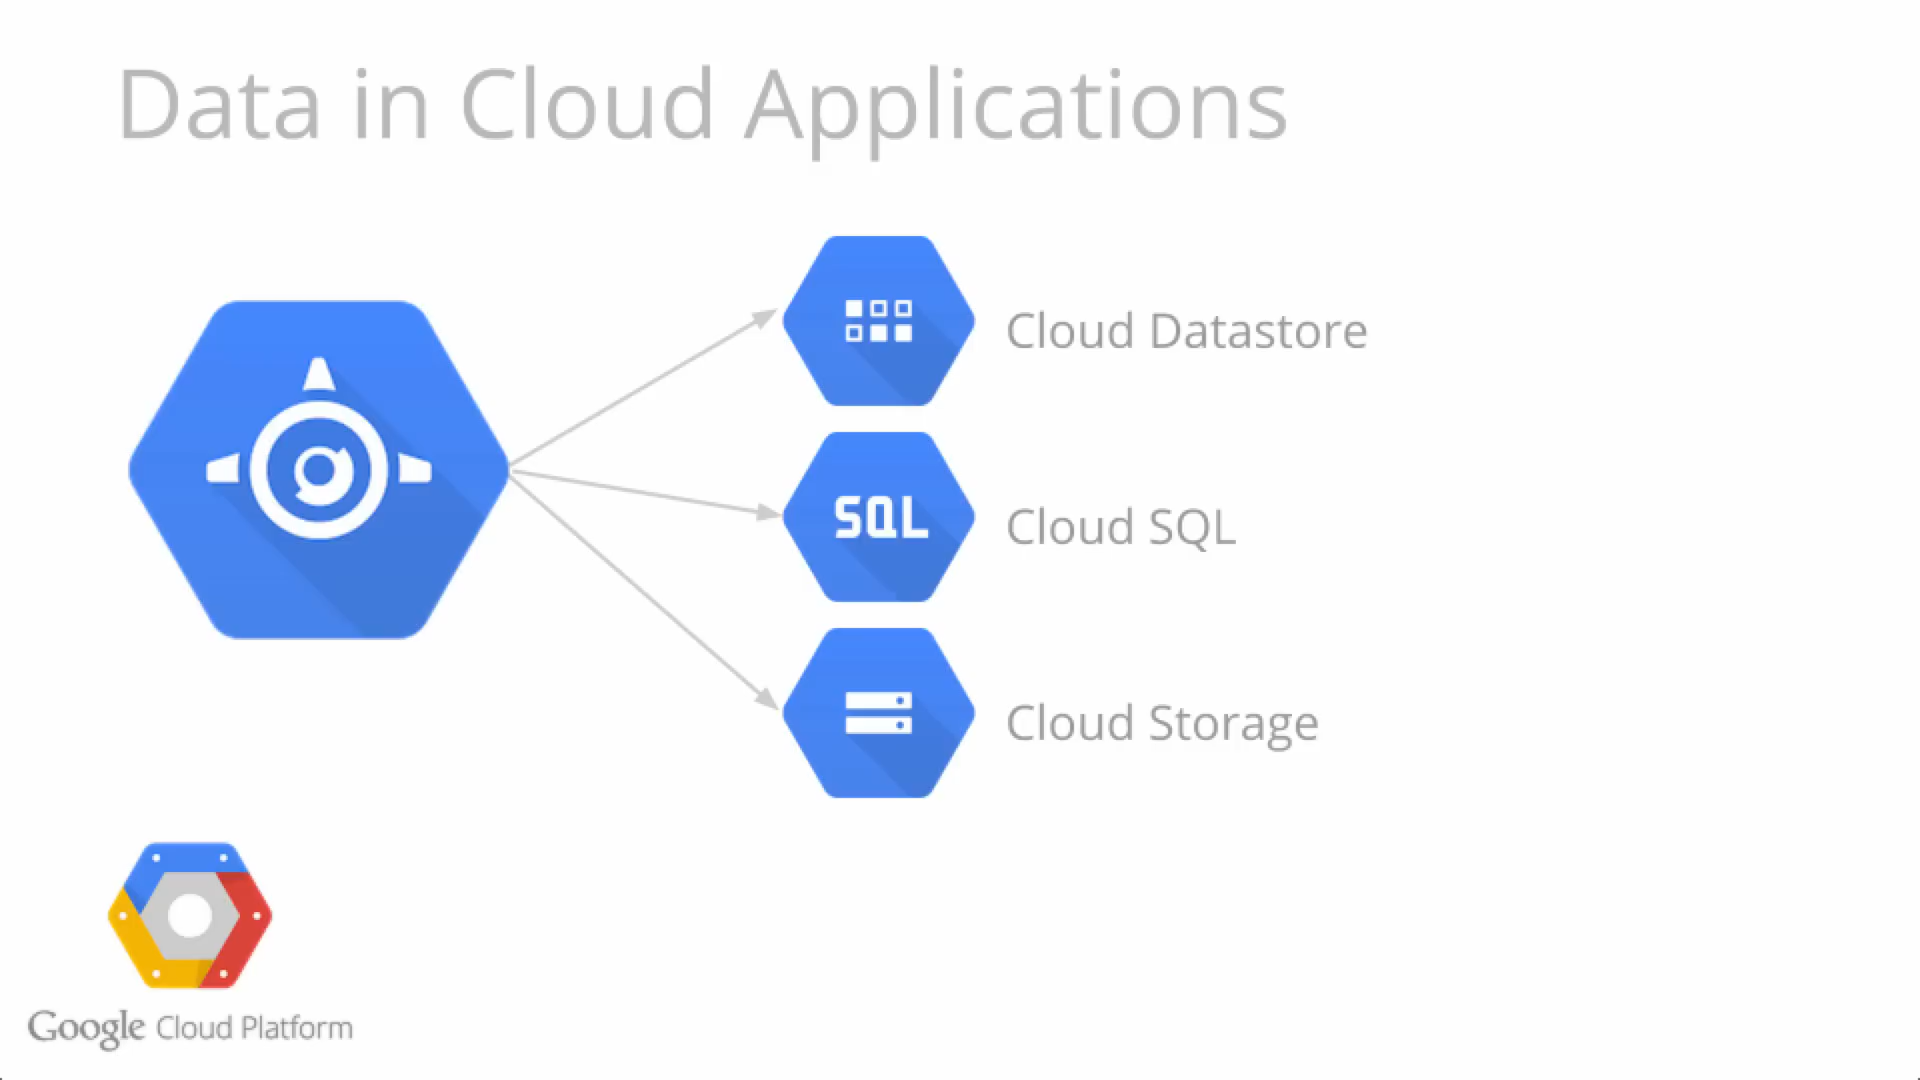 Data in Cloud Applications
Cloud Datastore
SQL
Cloud SQL
Cloud Storage
Google Cloud Platform